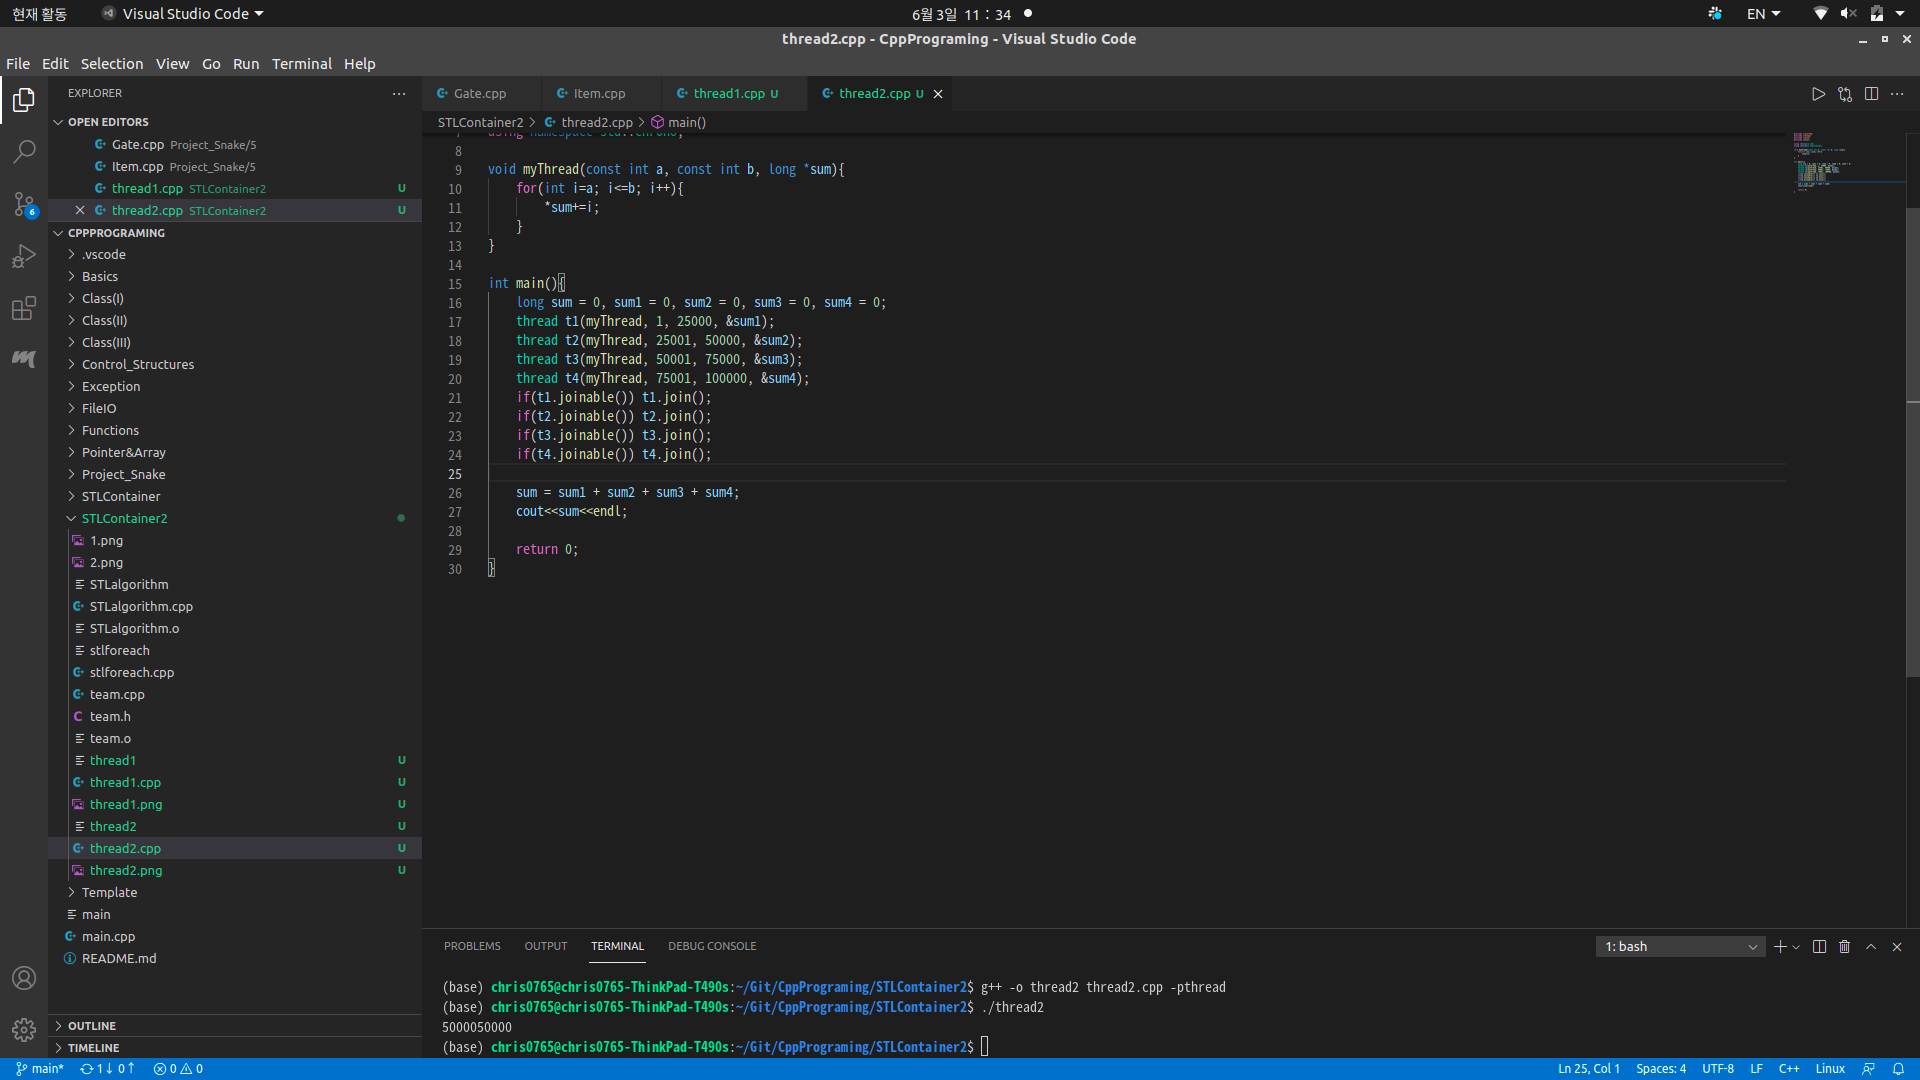 현재 활동
Visual Studio Code
6월 3일 11 : 34
EN
thread2.cpp - CppPrograming - Visual Studio Code
File Edit Selection View Go Run Terminal Help
EXPLORER
OPEN EDITORS
Gate.cpp Project_Snake/5
Item.cpp Project_Snake/5
thread1.cpp STLContainer2 U
thread2.cpp STLContainer2 U
CPPPROGRAMING
.vscode
Basics
Class(I)
Class(II)
Class(III)
Control_Structures
Exception
FileIO
Functions
Pointer&Array
Project_Snake
STLContainer
STLContainer2
1.png
2.png
STLalgorithm
STLalgorithm.cpp
STLalgorithm.o
stlforeach
stlforeach.cpp
team.cpp
team.h
team.o
thread1 U
thread1.cpp U
thread1.png U
thread2 U
thread2.cpp U
thread2.png U
Template
main
main.cpp
README.md
OUTLINE
TIMELINE
Gate.cpp Item.cpp thread1.cpp U thread2.cpp U
STLContainer2 > thread2.cpp > main()
7 using namespace std::chrono;
8
9 void myThread(const int a, const int b, long *sum){
10 for(int i=a; i<=b; i++){
11 *sum+=i;
12 }
13 }
14
15 int main(){
16 long sum = 0, sum1 = 0, sum2 = 0, sum3 = 0, sum4 = 0;
17 thread t1(myThread, 1, 25000, &sum1);
18 thread t2(myThread, 25001, 50000, &sum2);
19 thread t3(myThread, 50001, 75000, &sum3);
20 thread t4(myThread, 75001, 100000, &sum4);
21 if(t1.joinable()) t1.join();
22 if(t2.joinable()) t2.join();
23 if(t3.joinable()) t3.join();
24 if(t4.joinable()) t4.join();
25
26 sum = sum1 + sum2 + sum3 + sum4;
27 cout<<sum<<endl;
28
29 return 0;
30 }
PROBLEMS OUTPUT TERMINAL DEBUG CONSOLE
1: bash
(base) chris0765@chris0765-ThinkPad-T490s:~/Git/CppPrograming/STLContainer2$ g++ -o thread2 thread2.cpp -pthread
(base) chris0765@chris0765-ThinkPad-T490s:~/Git/CppPrograming/STLContainer2$ ./thread2
5000050000
(base) chris0765@chris0765-ThinkPad-T490s:~/Git/CppPrograming/STLContainer2$
6
main* 1↓ 0↑ 0 0
Ln 25, Col 1 Spaces: 4 UTF-8 LF C++ Linux